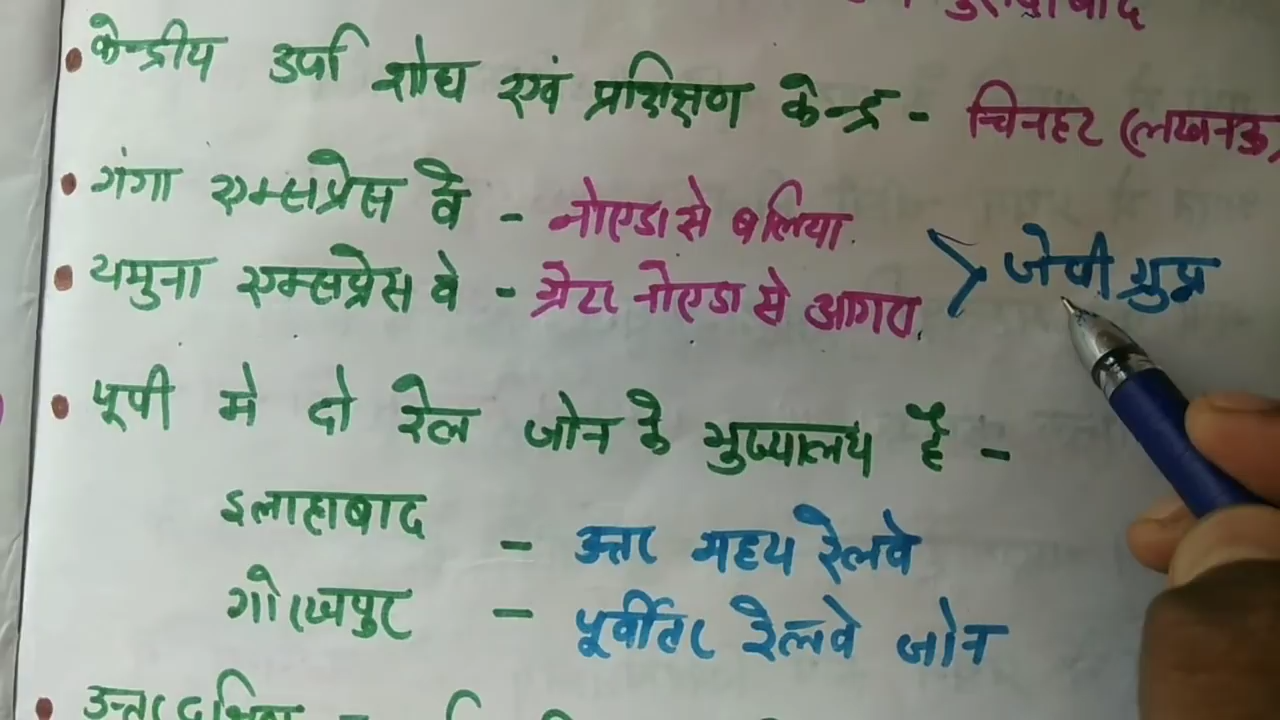 मुरादाबाद
• केन्द्रीय उर्जा शोध एवं प्रशिक्षण केन्द्र - चिनहट (लखनऊ)
• गंगा एक्सप्रेस वे - नोएडा से बलिया
• यमुना एक्सप्रेस वे - ग्रेटर नोएडा से आगरा
} जेपी ग्रुप
• यूपी मे दो रेल जोन के मुख्यालय है -
इलाहाबाद - उत्तर मध्य रेलवे
गोरखपुर - पूर्वोत्तर रेलवे जोन